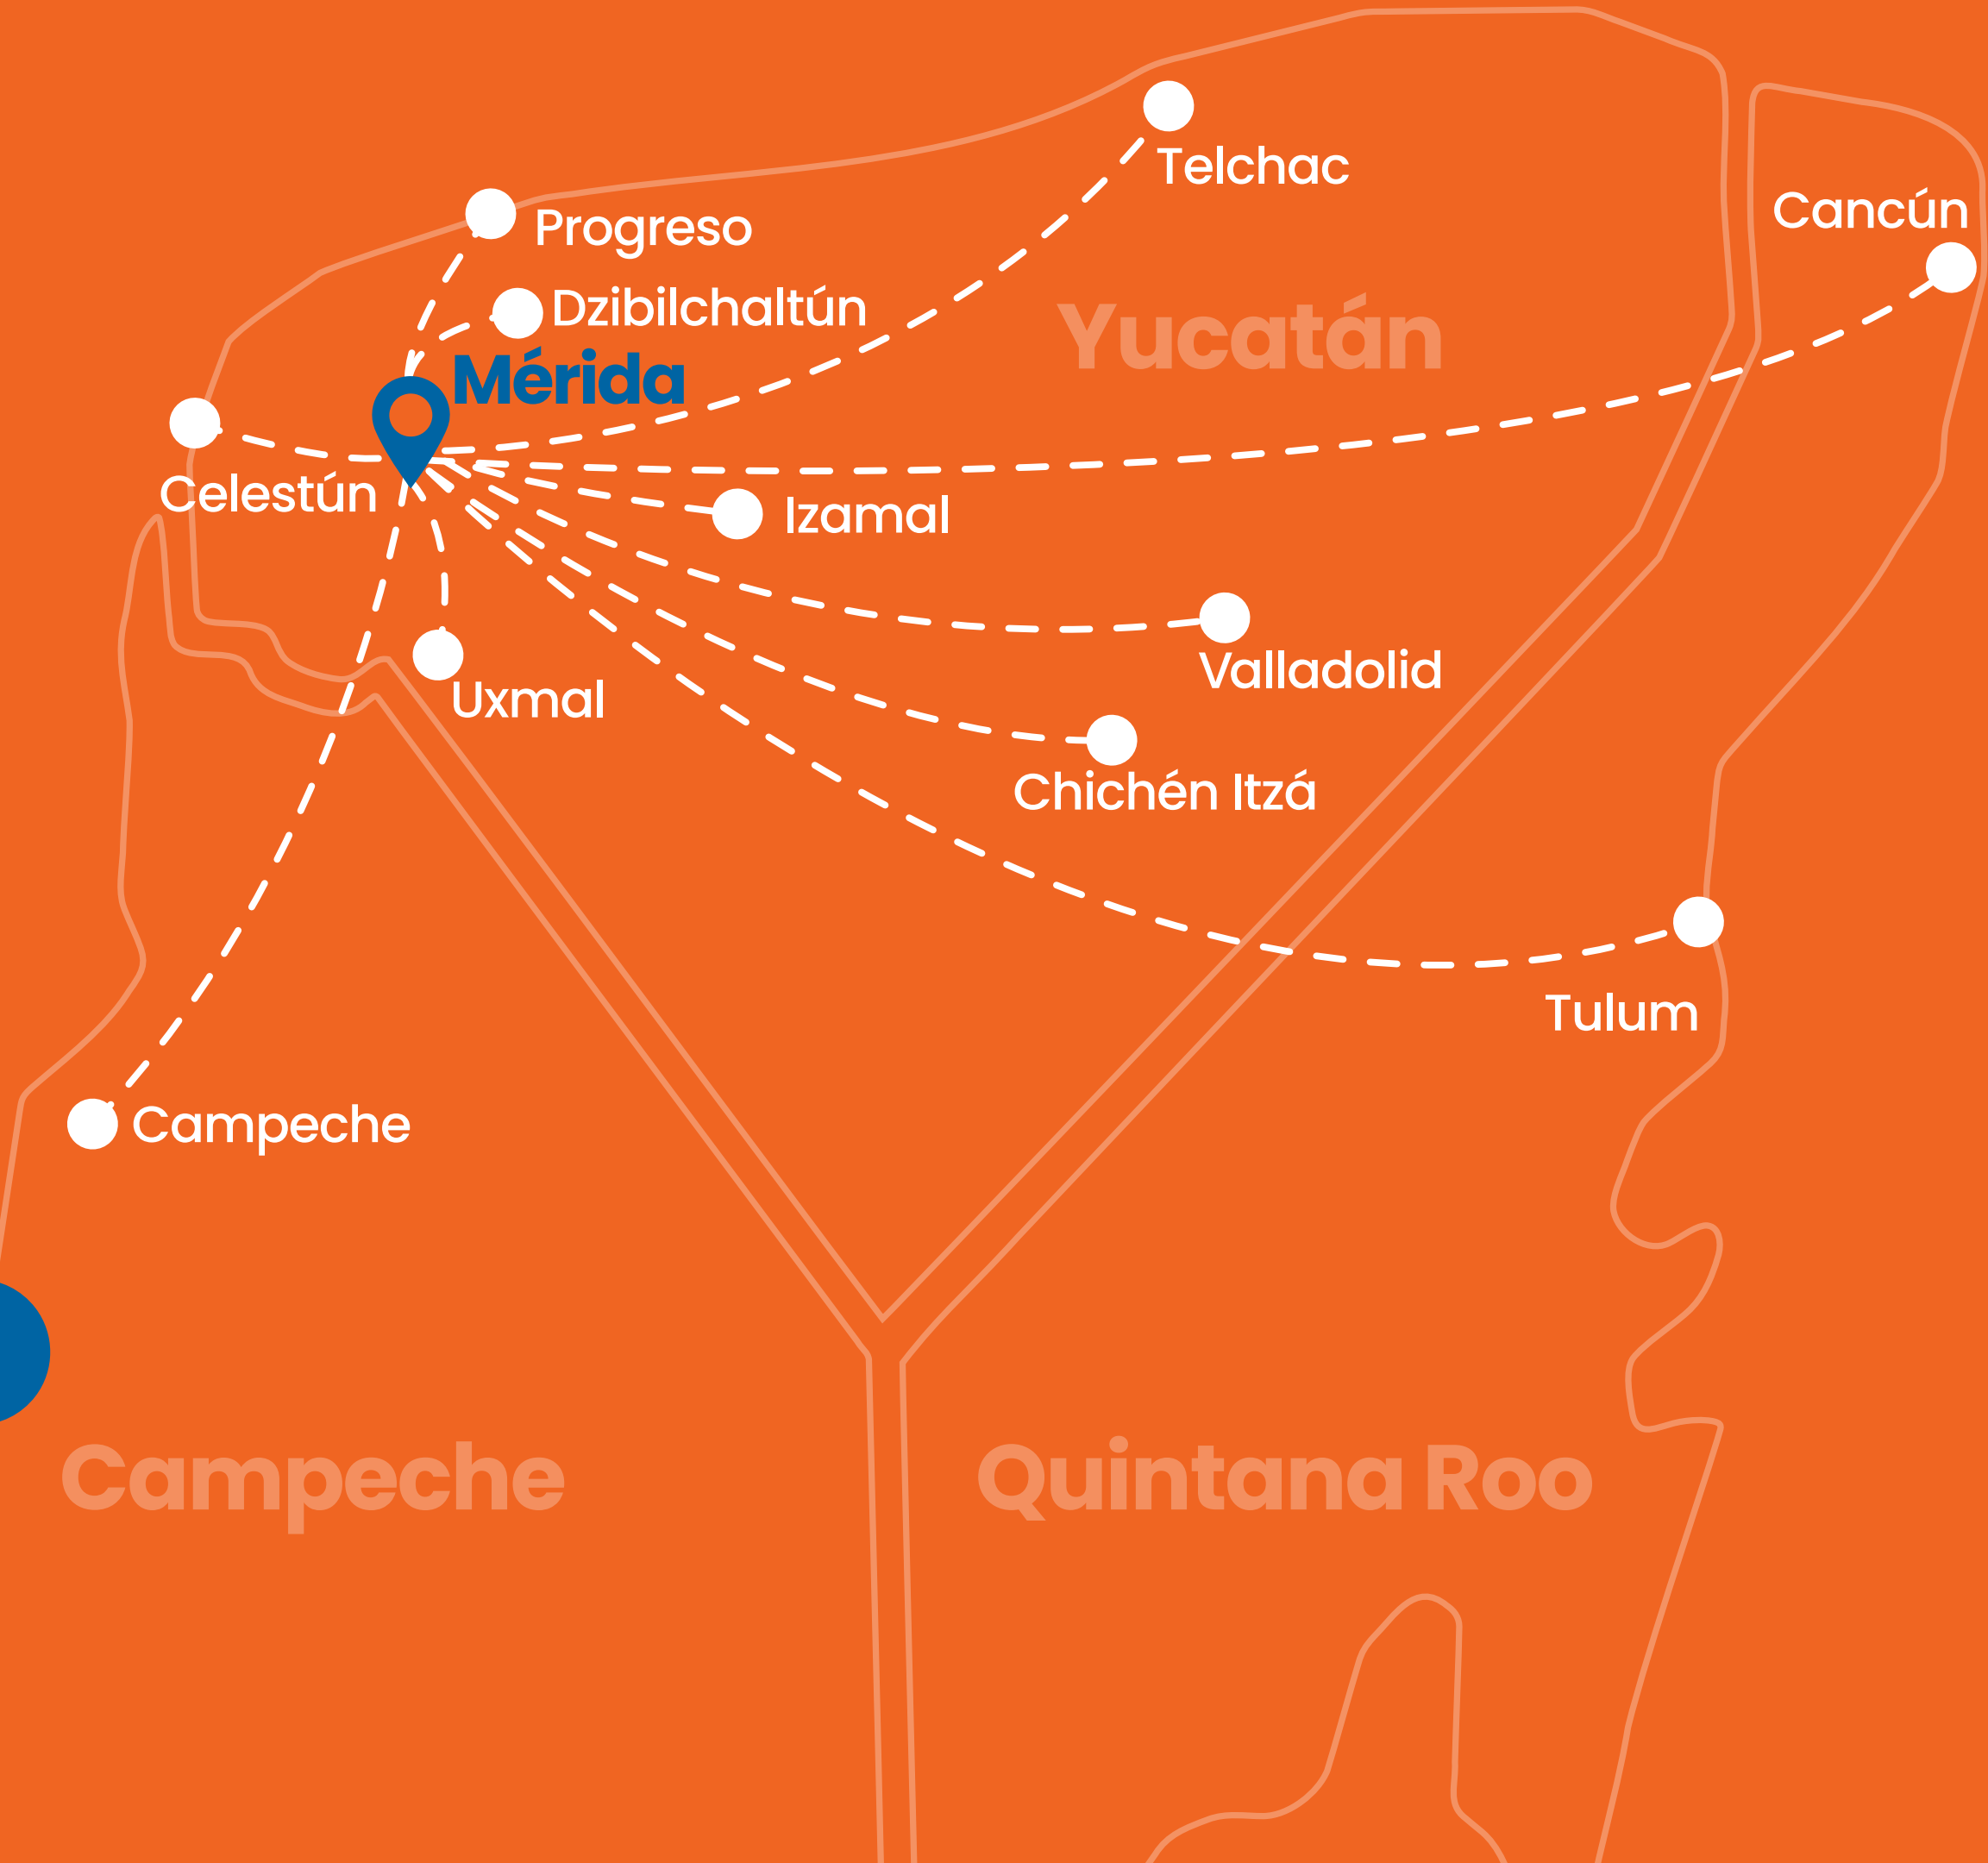 Telchac
Cancún
Progreso
Dzibilchaltún
Yucatán
Mérida
Celestún
Izamal
Valladolid
Uxmal
Chichén Itzá
Tulum
Campeche
Campeche
Quintana Roo